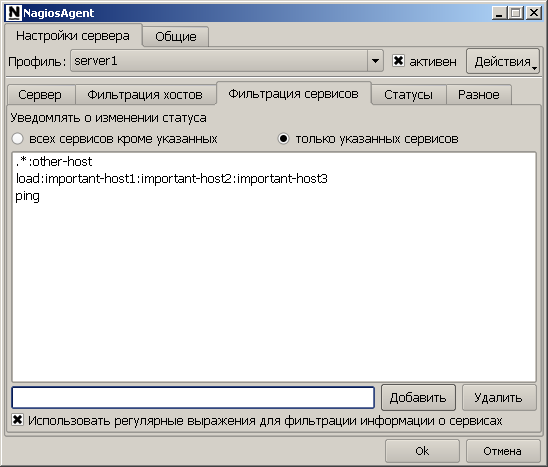 NagiosAgent
Настройки сервера Общие
Профиль: server1 активен Действия
Сервер Фильтрация хостов Фильтрация сервисов Статусы Разное
Уведомлять о изменении статуса
всех сервисов кроме указанных только указанных сервисов
.*:other-host
load:important-host1:important-host2:important-host3
ping
Добавить Удалить
Использовать регулярные выражения для фильтрации информации о сервисах
Ok Отмена